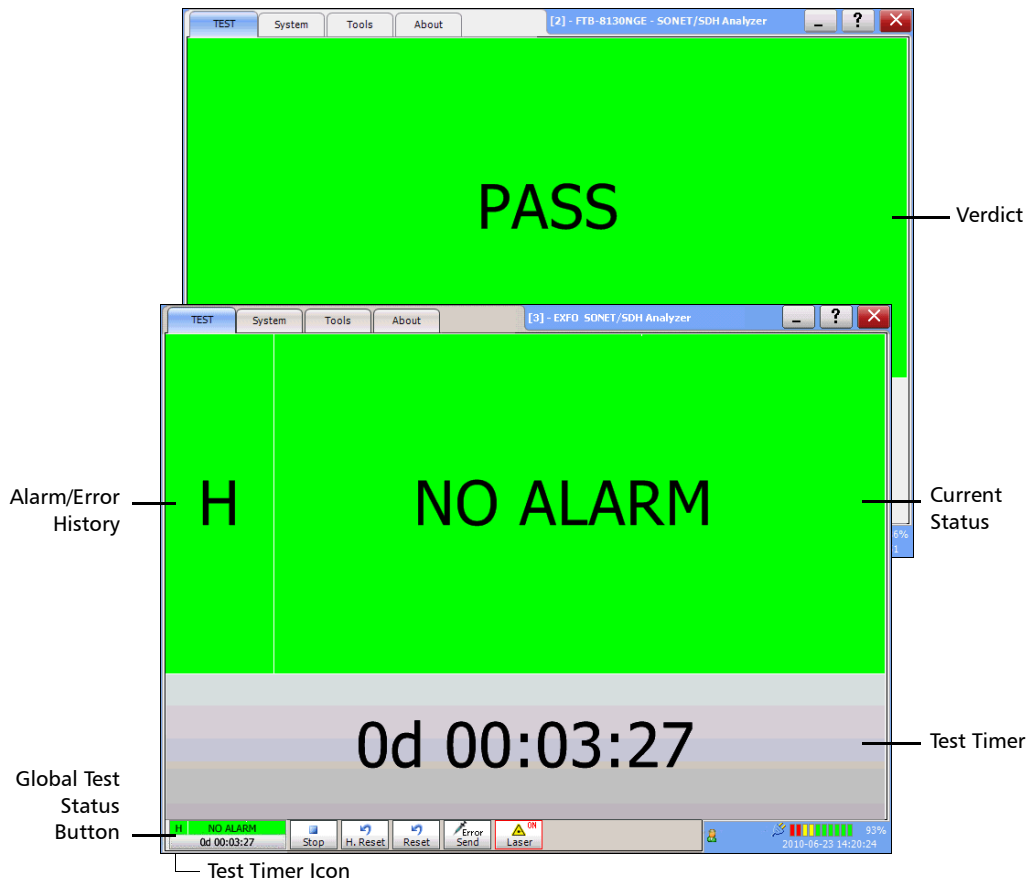 TEST System Tools About [2] - FTB-8130NGE - SONET/SDH Analyzer ?
PASS
Verdict
TEST System Tools About [3] - EXFO SONET/SDH Analyzer ?
Alarm/Error
History
H
NO ALARM
Current
Status
6%
1
0d 00:03:27
Test Timer
Global Test
Status
Button
H NO ALARM
0d 00:03:27
Stop
H. Reset
Reset
Error
Send
ON
Laser
93%
2010-06-23 14:20:24
Test Timer Icon